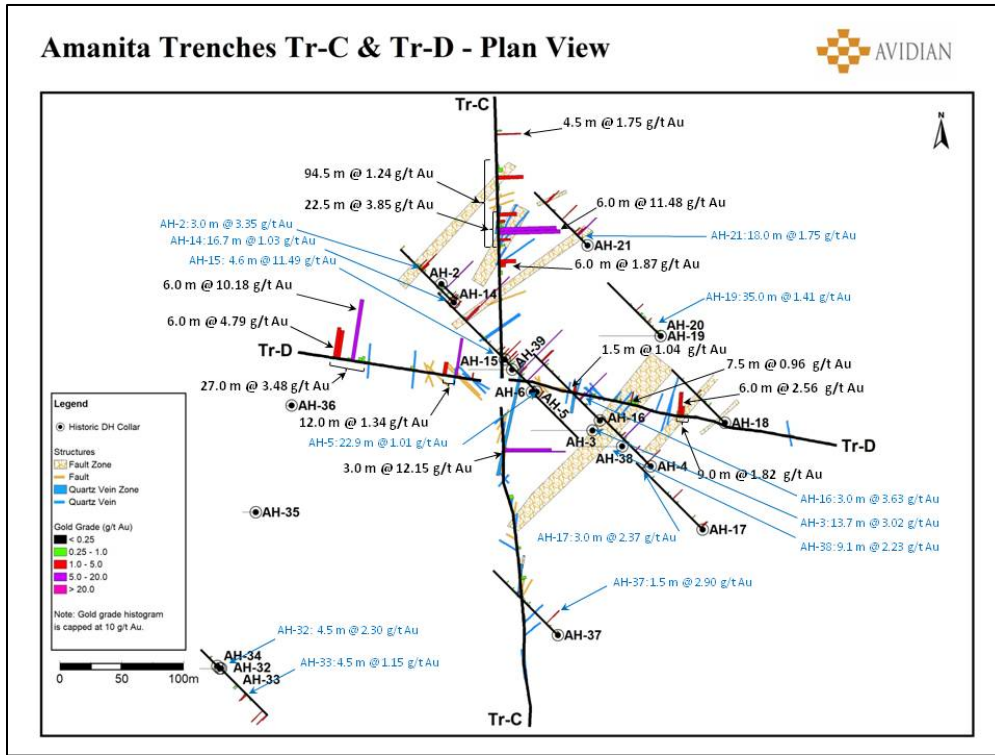 Amanita Trenches Tr-C & Tr-D - Plan View
AVIDIAN
Tr-C
N
4.5 m @ 1.75 g/t Au
94.5 m @ 1.24 g/t Au
22.5 m @ 3.85 g/t Au
6.0 m @ 11.48 g/t Au
AH-2: 3.0 m @ 3.35 g/t Au
AH-21: 18.0 m @ 1.75 g/t Au
AH-14: 16.7 m @ 1.03 g/t Au
AH-21
AH-15: 4.6 m @ 11.49 g/t Au
6.0 m @ 1.87 g/t Au
AH-2
6.0 m @ 10.18 g/t Au
AH-14
AH-19: 35.0 m @ 1.41 g/t Au
6.0 m @ 4.79 g/t Au
AH-20
AH-19
AH-39
1.5 m @ 1.04 g/t Au
Tr-D
AH-15
7.5 m @ 0.96 g/t Au
27.0 m @ 3.48 g/t Au
AH-6
AH-5
6.0 m @ 2.56 g/t Au
AH-36
12.0 m @ 1.34 g/t Au
AH-16
AH-18
AH-5: 22.9 m @ 1.01 g/t Au
AH-3
Tr-D
AH-38
3.0 m @ 12.15 g/t Au
AH-4
9.0 m @ 1.82 g/t Au
AH-16: 3.0 m @ 3.63 g/t Au
AH-35
AH-3: 13.7 m @ 3.02 g/t Au
AH-17
AH-17: 3.0 m @ 2.37 g/t Au
AH-38: 9.1 m @ 2.23 g/t Au
AH-37: 1.5 m @ 2.90 g/t Au
AH-37
AH-32: 4.5 m @ 2.30 g/t Au
AH-34
AH-32
AH-33: 4.5 m @ 1.15 g/t Au
AH-33
Tr-C
Legend
Historic DH Collar
Structures
Fault Zone
Fault
Quartz Vein Zone
Quartz Vein
Gold Grade (g/t Au)
< 0.25
0.25 - 1.0
1.0 - 5.0
5.0 - 20.0
> 20.0
Note: Gold grade histogram
is capped at 10 g/t Au.
0 50 100m